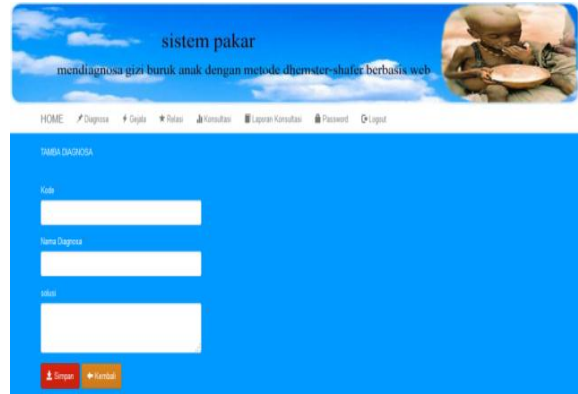 sistem pakar
mendiagnosa gizi buruk anak dengan metode dhemster-shafer berbasis web
HOME Diagnosa Gejala Relasi Konsultasi Laporan Konsultasi Password Logout
TAMBA DIAGNOSA
Kode
Nama Diagnosa
solusi
Simpan Kembali